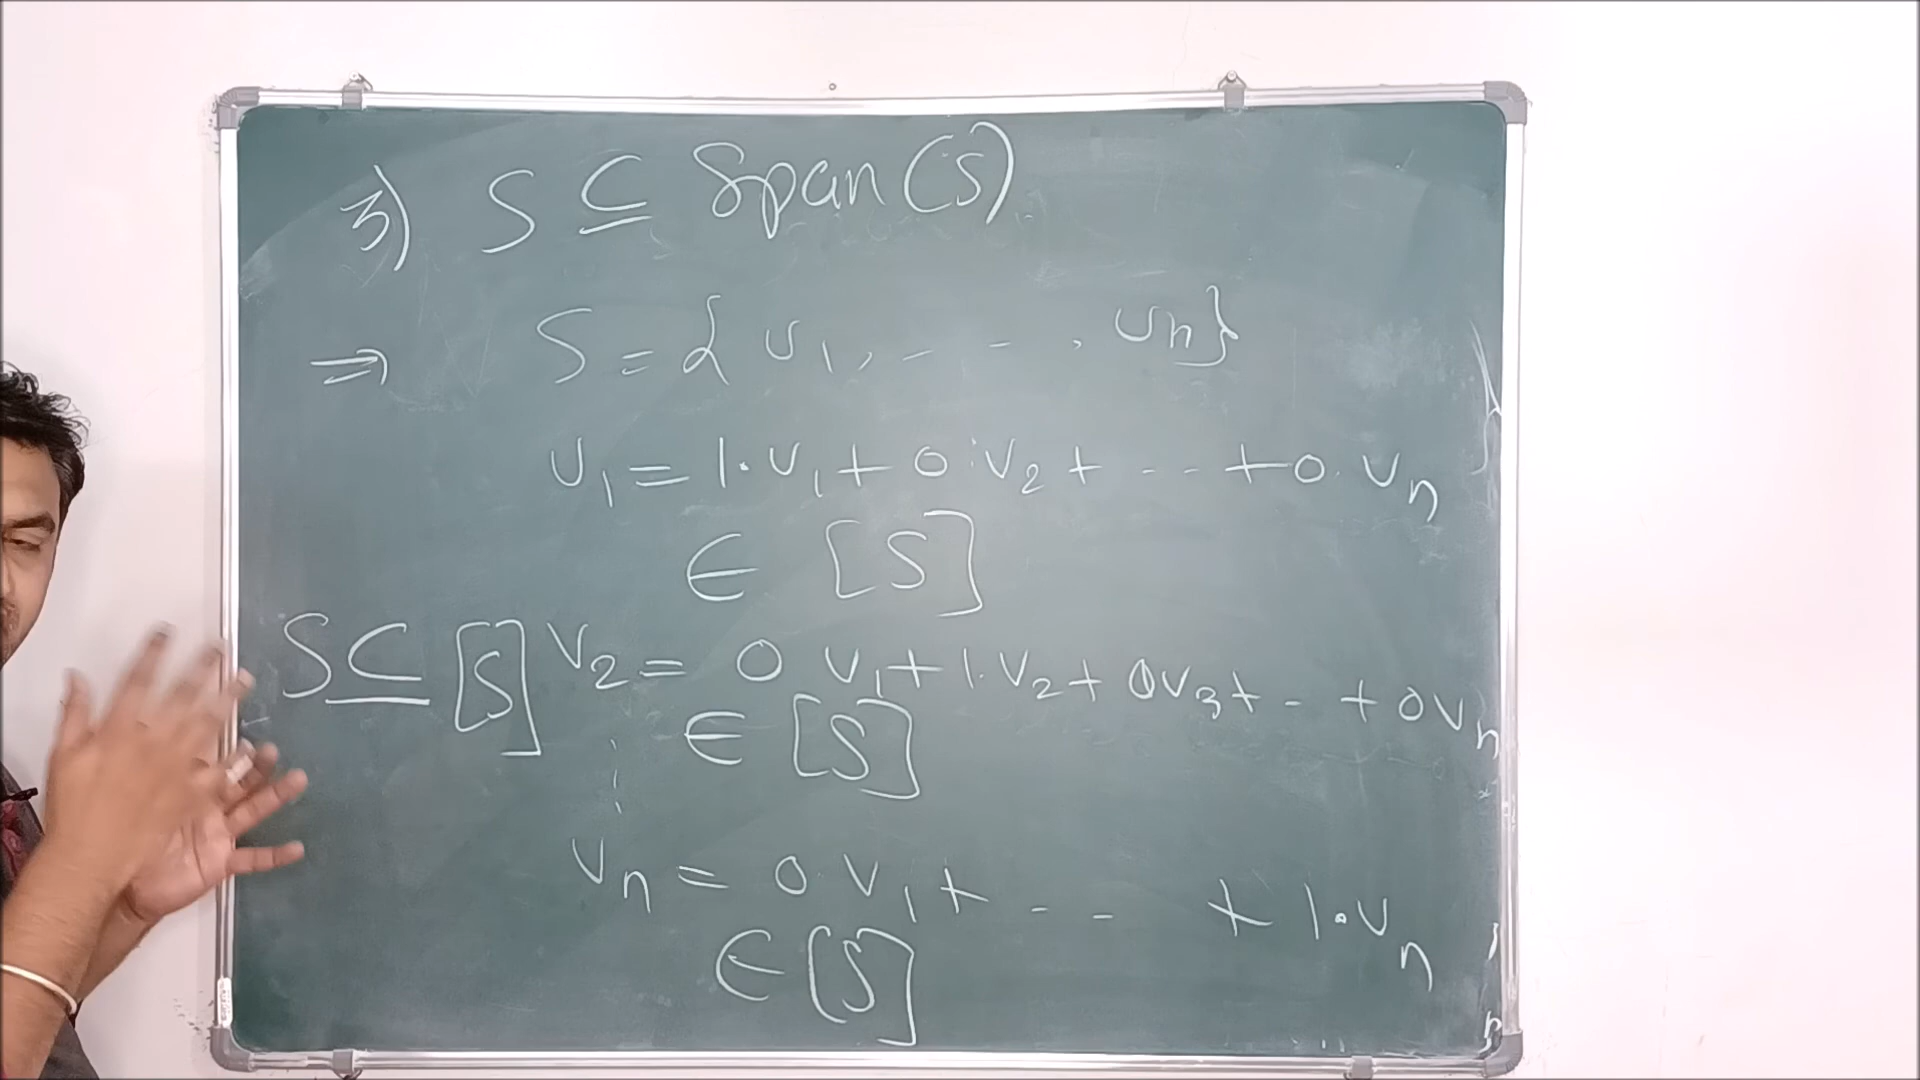 3) S ⊆ Span(S)
⇒ S = { v₁, - - , vₙ}
v₁ = 1·v₁ + 0·v₂ + - - + 0·vₙ
∈ [S]
S ⊆ [S] v₂ = 0 v₁ + 1·v₂ + 0v₃ + - + 0vₙ
∈ [S]
⋮
vₙ = 0·v₁ + - - + 1·vₙ
∈ [S]